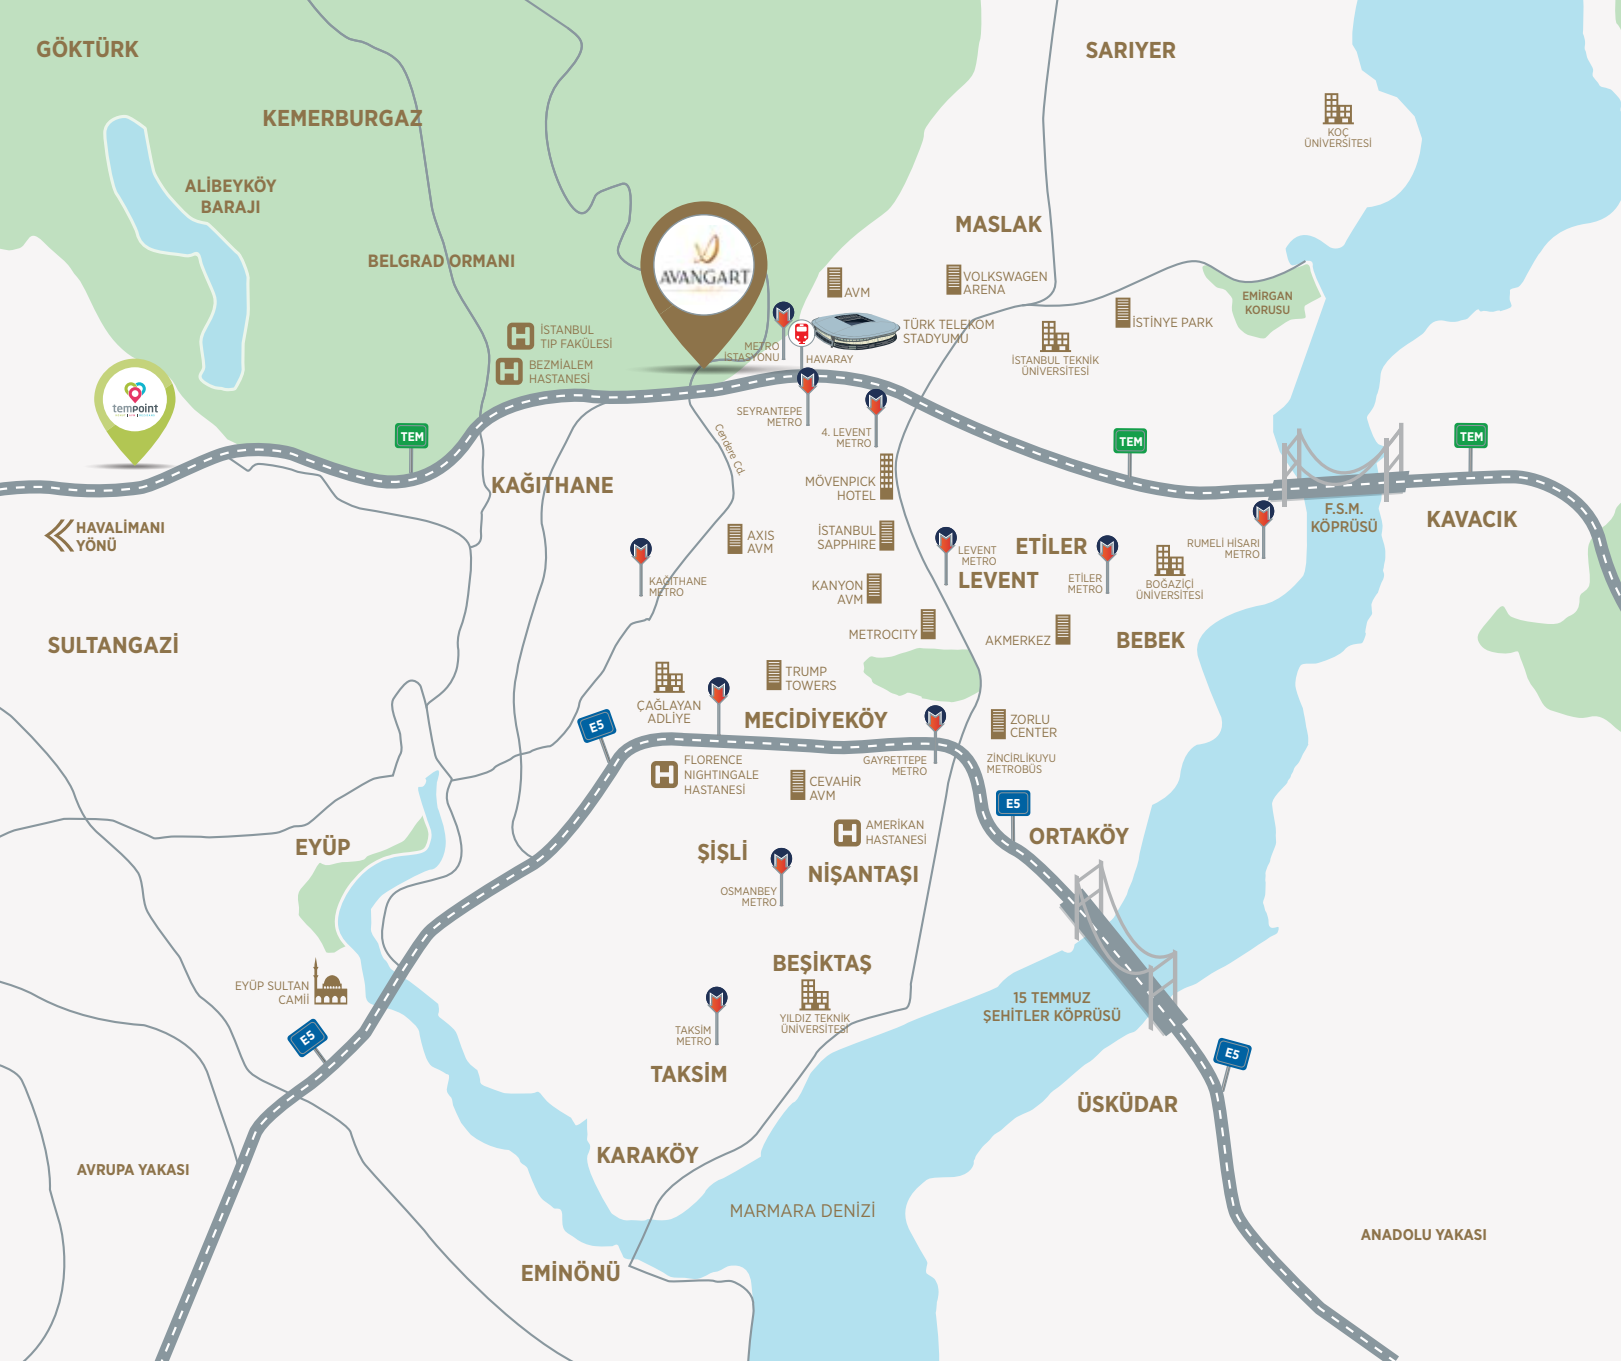 GÖKTÜRK
SARIYER
KEMERBURGAZ
KOÇ
ÜNİVERSİTESİ
ALİBEYKÖY
BARAJI
MASLAK
BELGRAD ORMANI
AVANGART
AVM
VOLKSWAGEN
ARENA
EMİRGAN
KORUSU
İSTİNYE PARK
İSTANBUL
TIP FAKÜLESİ
TÜRK TELEKOM
STADYUMU
METRO
İSTASYONU
HAVARAY
İSTANBUL TEKNİK
ÜNİVERSİTESİ
BEZMİALEM
HASTANESİ
tempoint
SEYRANTEPE
METRO
4. LEVENT
METRO
TEM
TEM
TEM
Cendere Cd.
KAĞITHANE
MÖVENPICK
HOTEL
HAVALİMANI
YÖNÜ
AXIS
AVM
İSTANBUL
SAPPHIRE
LEVENT
METRO
ETİLER
LEVENT
ETİLER
METRO
RUMELİ HİSARI
METRO
F.S.M.
KÖPRÜSÜ
KAVACIK
BOĞAZİÇİ
ÜNİVERSİTESİ
KAĞITHANE
METRO
KANYON
AVM
METROCITY
AKMERKEZ
BEBEK
SULTANGAZİ
TRUMP
TOWERS
ÇAĞLAYAN
ADLİYE
MECİDİYEKÖY
ZORLU
CENTER
E5
FLORENCE
NIGHTINGALE
HASTANESİ
GAYRETTEPE
METRO
ZİNCİRLİKUYU
METROBÜS
CEVAHİR
AVM
E5
AMERİKAN
HASTANESİ
ORTAKÖY
EYÜP
ŞİŞLİ
NİŞANTAŞI
OSMANBEY
METRO
BEŞİKTAŞ
EYÜP SULTAN
CAMİİ
YILDIZ TEKNİK
ÜNİVERSİTESİ
15 TEMMUZ
ŞEHİTLER KÖPRÜSÜ
TAKSİM
METRO
E5
E5
TAKSİM
ÜSKÜDAR
KARAKÖY
AVRUPA YAKASI
MARMARA DENİZİ
ANADOLU YAKASI
EMİNÖNÜ